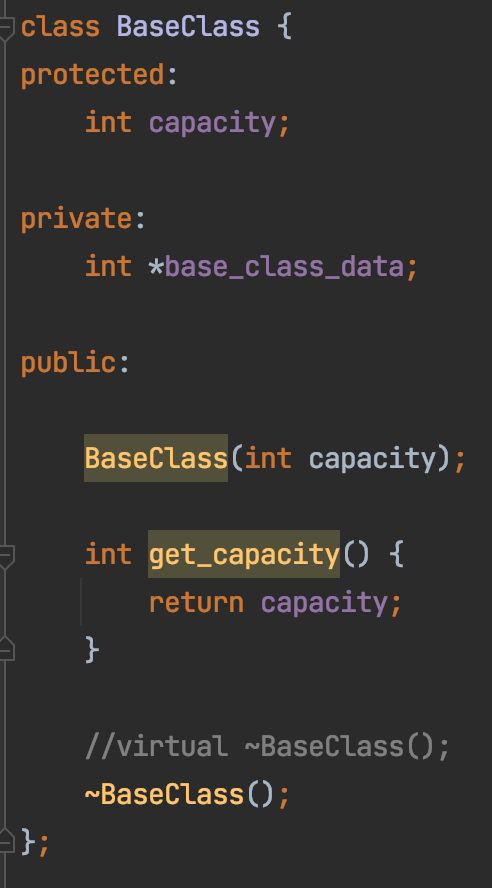 class BaseClass {
protected:
    int capacity;

private:
    int *base_class_data;

public:

    BaseClass(int capacity);

    int get_capacity() {
        return capacity;
    }

    //virtual ~BaseClass();
    ~BaseClass();
};